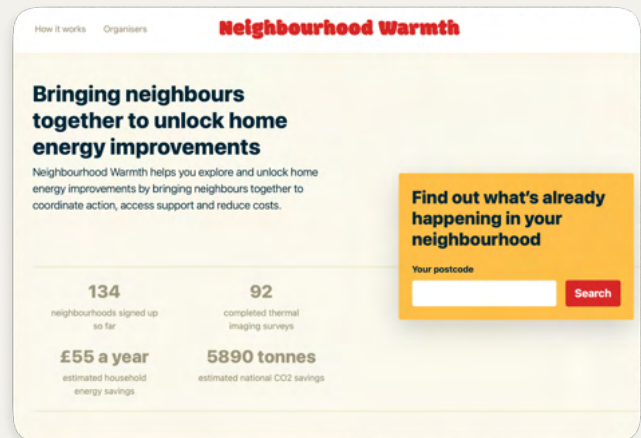 How it works Organisers Neighbourhood Warmth
Bringing neighbours
together to unlock home
energy improvements
Neighbourhood Warmth helps you explore and unlock home
energy improvements by bringing neighbours together to
coordinate action, access support and reduce costs.
Find out what's already
happening in your
neighbourhood
Your postcode
Search
134
neighbourhoods signed up
so far
92
completed thermal
imaging surveys
£55 a year
estimated household
energy savings
5890 tonnes
estimated national CO2 savings